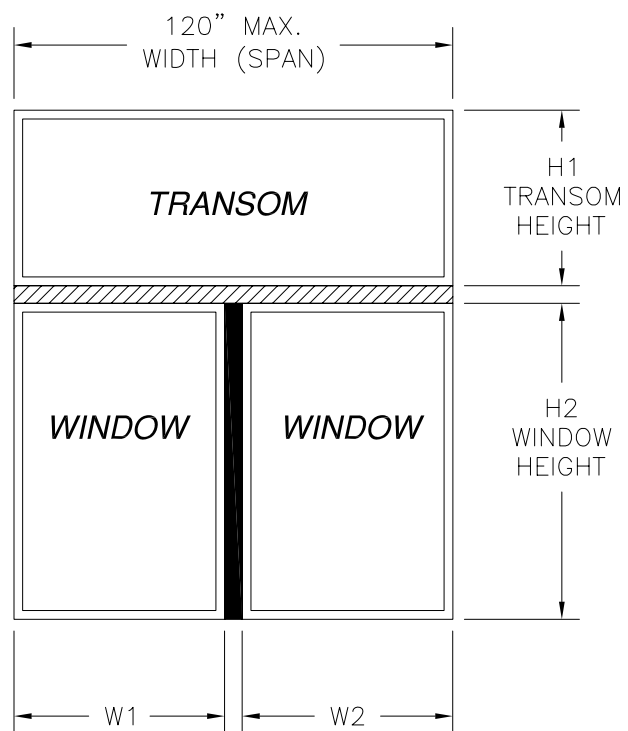 120” MAX.
WIDTH (SPAN)
TRANSOM
H1
TRANSOM
HEIGHT
WINDOW
WINDOW
H2
WINDOW
HEIGHT
W1
W2